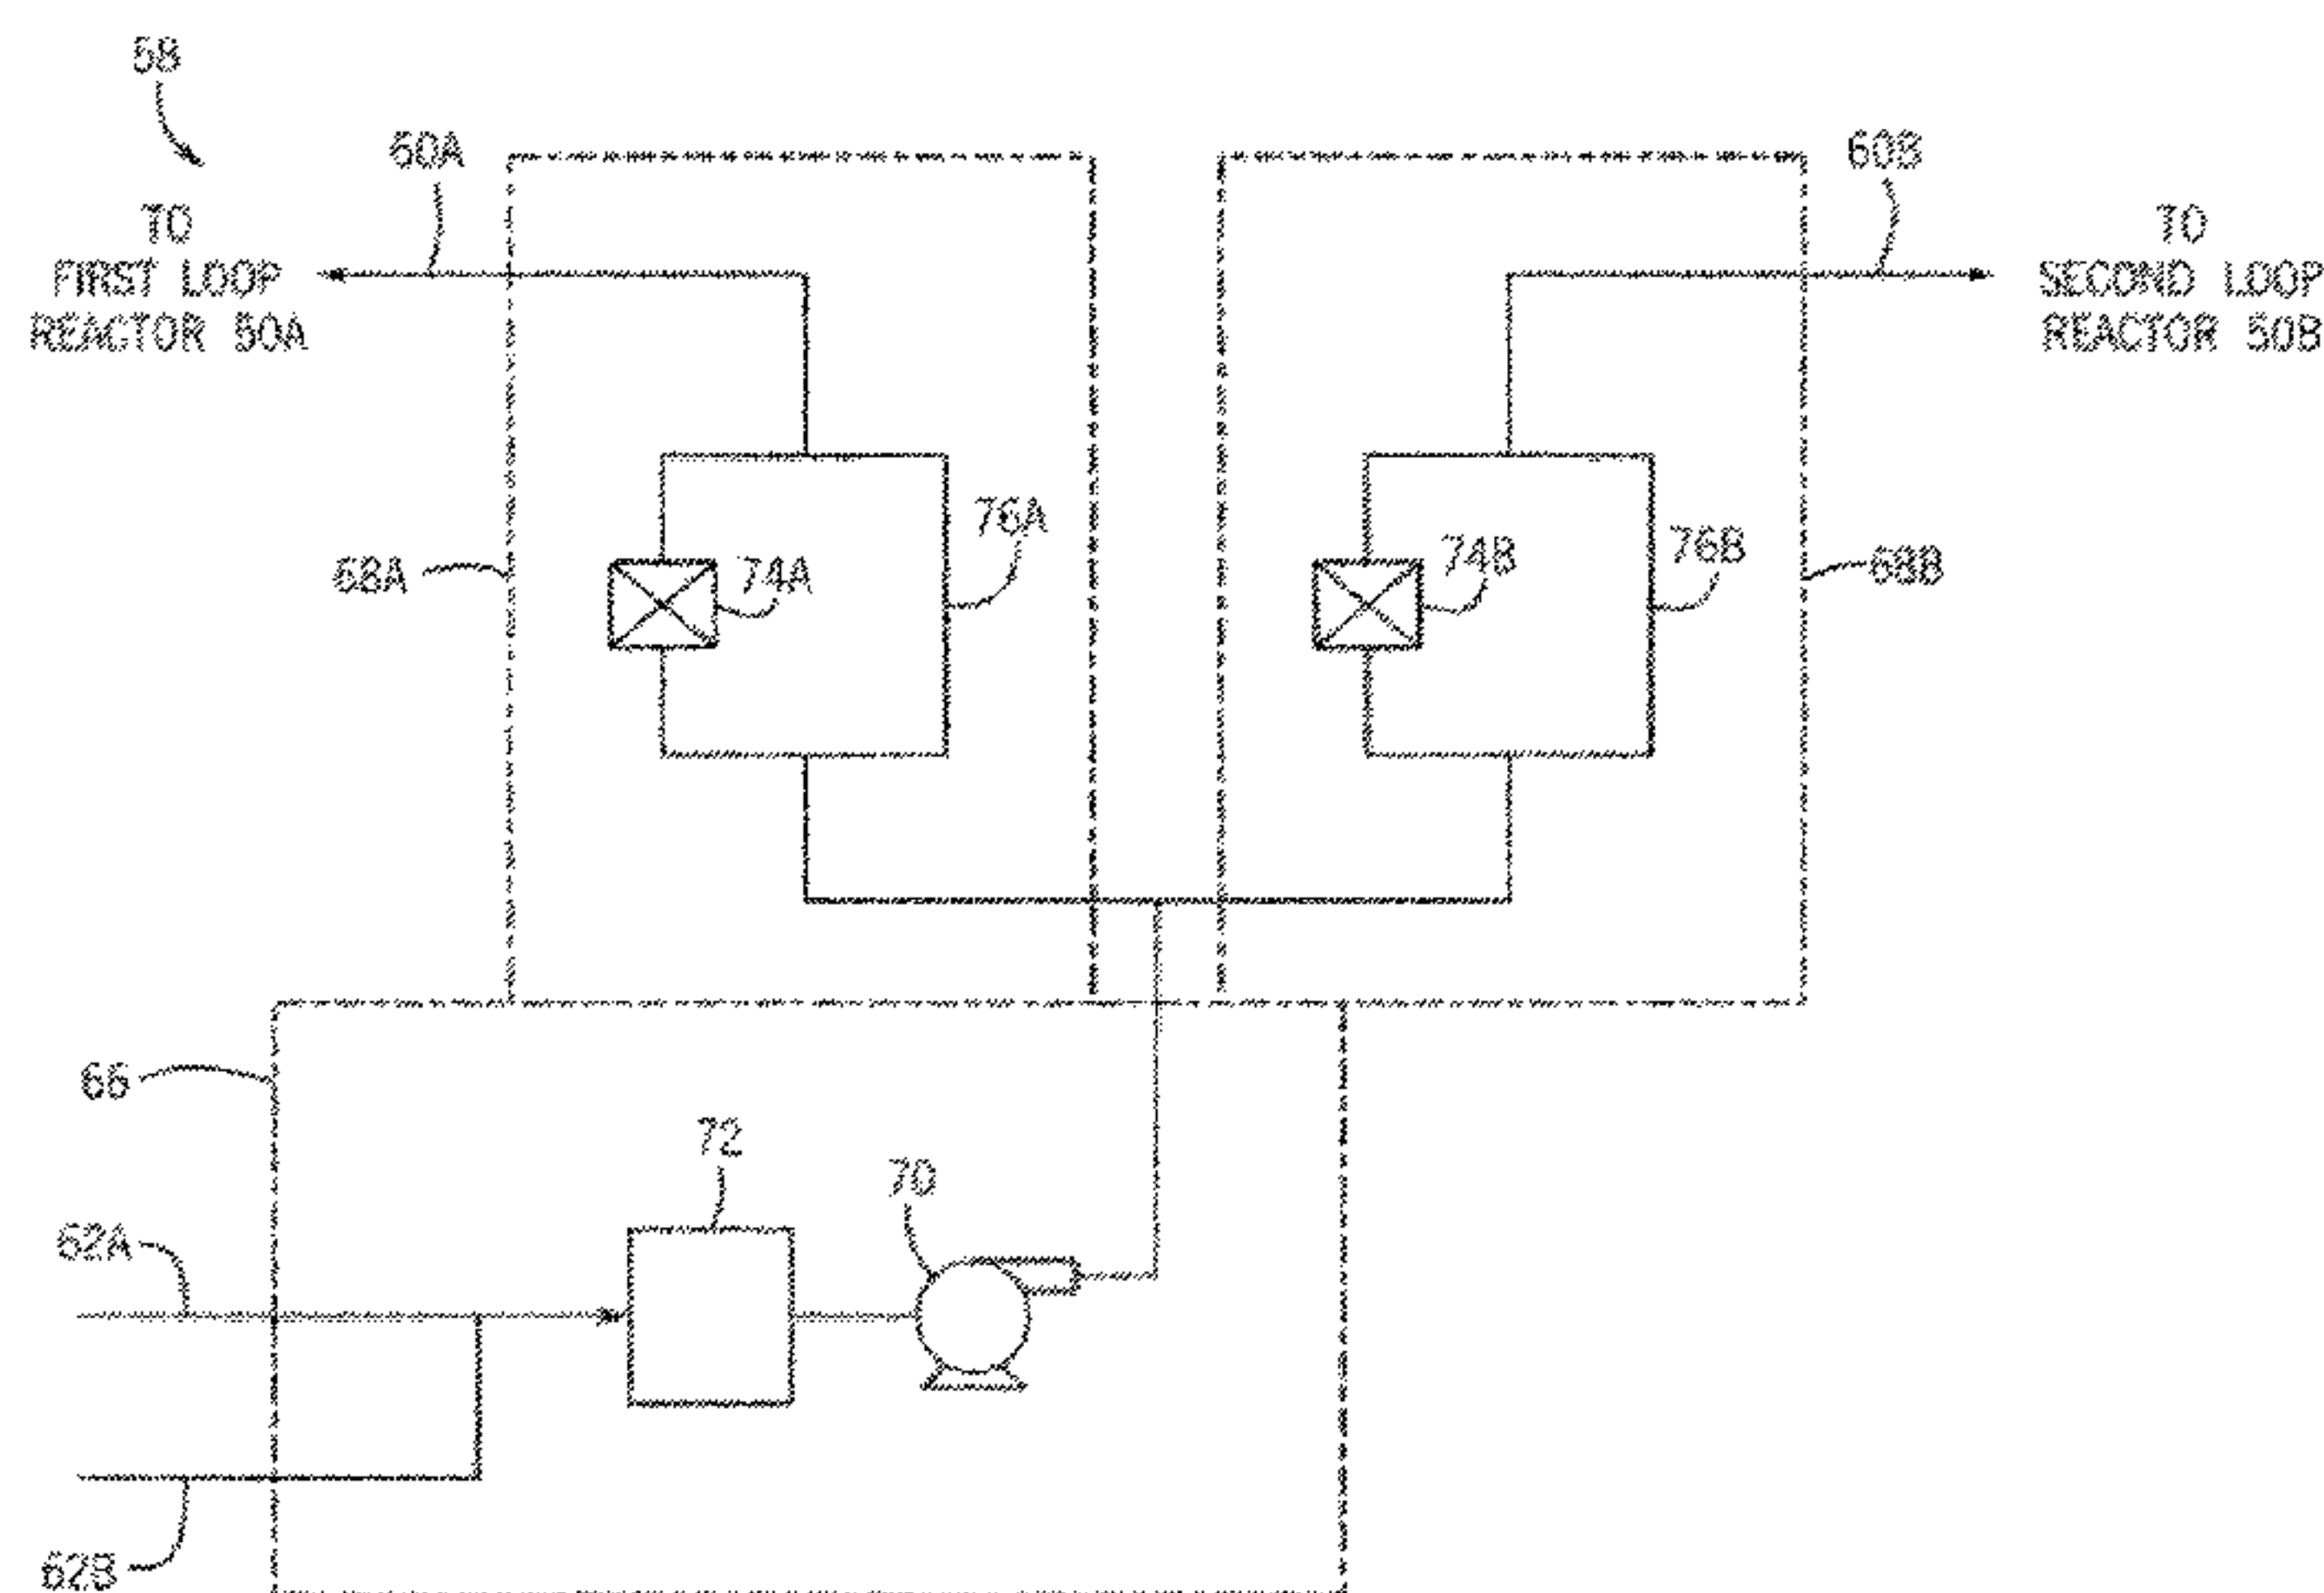 58
60A
60B
TO
FIRST LOOP
REACTOR 50A
TO
SECOND LOOP
REACTOR 50B
76A
68A
74A
74B
76B
68B
66
72
70
62A
62B